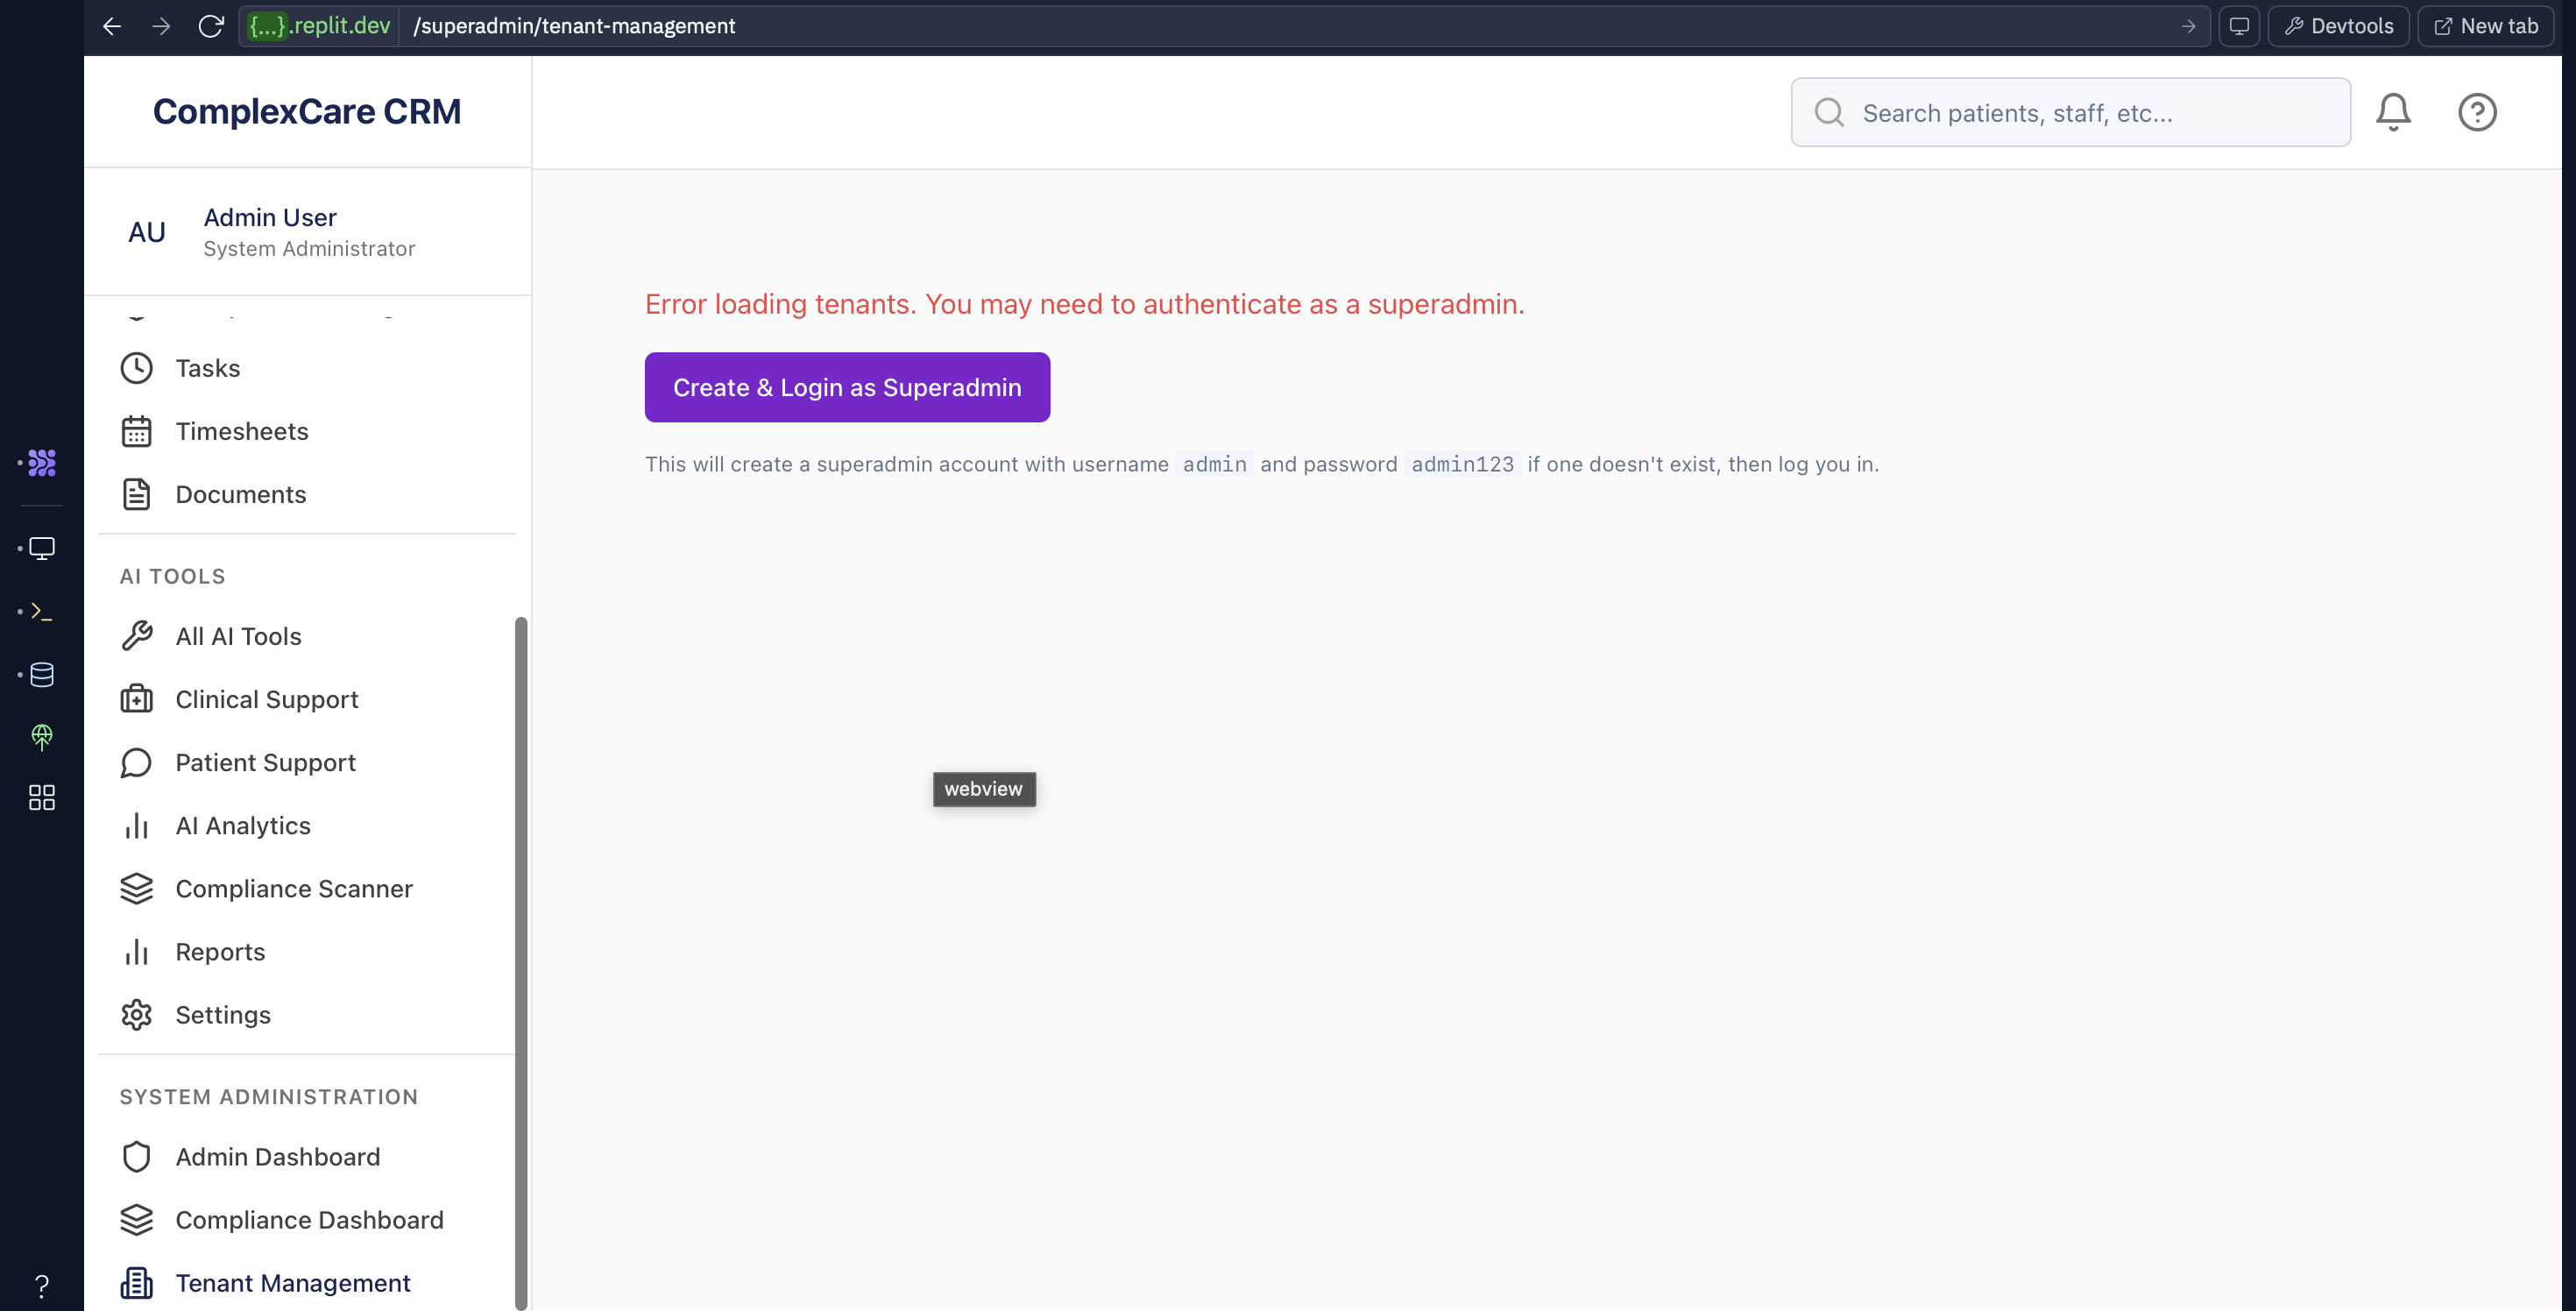 {...}.replit.dev /superadmin/tenant-management
Devtools
New tab
ComplexCare CRM
Search patients, staff, etc...
AU
Admin User
System Administrator
Tasks
Timesheets
Documents
AI TOOLS
All AI Tools
Clinical Support
Patient Support
AI Analytics
Compliance Scanner
Reports
Settings
SYSTEM ADMINISTRATION
Admin Dashboard
Compliance Dashboard
Tenant Management
Error loading tenants. You may need to authenticate as a superadmin.
Create & Login as Superadmin
This will create a superadmin account with username admin and password admin123 if one doesn't exist, then log you in.
webview